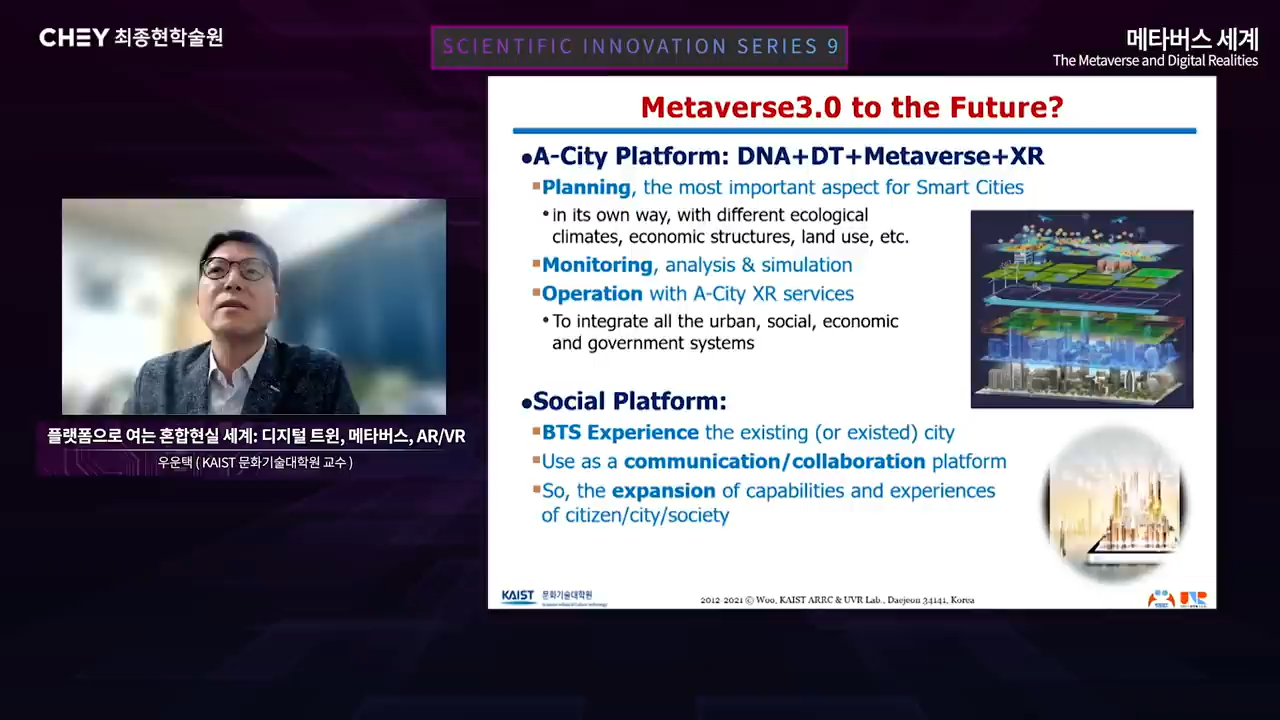 CHEY 최종현학술원
SCIENTIFIC INNOVATION SERIES 9
메타버스 세계
The Metaverse and Digital Realities
Metaverse3.0 to the Future?
•A-City Platform: DNA+DT+Metaverse+XR
▪Planning, the most important aspect for Smart Cities
•in its own way, with different ecological
climates, economic structures, land use, etc.
▪Monitoring, analysis & simulation
▪Operation with A-City XR services
•To integrate all the urban, social, economic
and government systems
•Social Platform:
▪BTS Experience the existing (or existed) city
▪Use as a communication/collaboration platform
▪So, the expansion of capabilities and experiences
of citizen/city/society
KAIST 문화기술대학원
2012-2021 © Woo, KAIST ARRC & UVR Lab., Daejeon 34141, Korea
UVR
플랫폼으로 여는 혼합현실 세계: 디지털 트윈, 메타버스, AR/VR
우운택 ( KAIST 문화기술대학원 교수 )